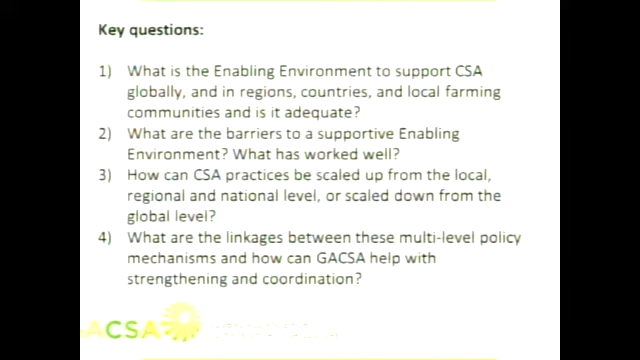 Key questions:
1) What is the Enabling Environment to support CSA
globally, and in regions, countries, and local farming
communities and is it adequate?
2) What are the barriers to a supportive Enabling
Environment? What has worked well?
3) How can CSA practices be scaled up from the local,
regional and national level, or scaled down from the
global level?
4) What are the linkages between these multi-level policy
mechanisms and how can GACSA help with
strengthening and coordination?
ACSA